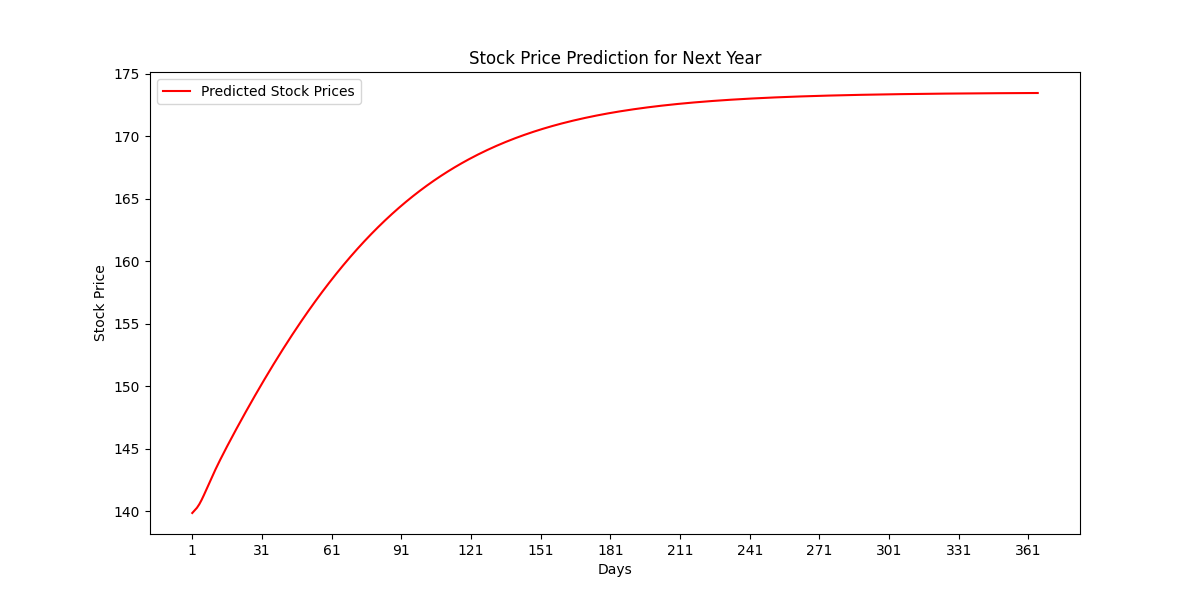 Stock Price Prediction for Next Year
Predicted Stock Prices
Stock Price
175
170
165
160
155
150
145
140
1 31 61 91 121 151 181 211 241 271 301 331 361
Days